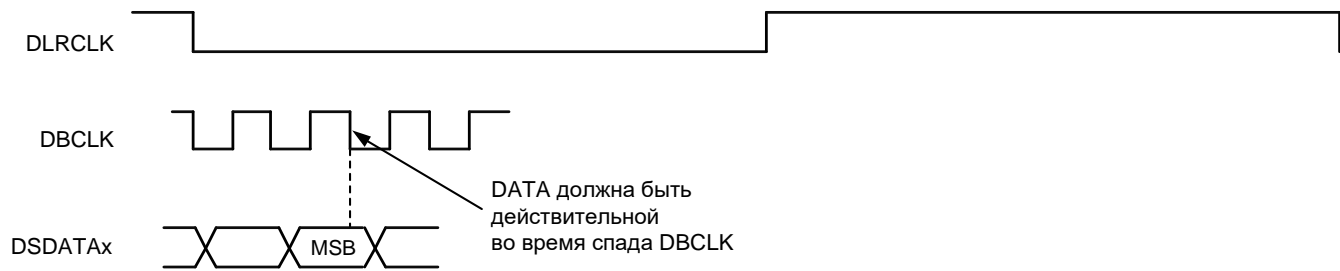 DLRCLK
DBCLK
DATA должна быть
действительной
во время спада DBCLK
DSDATAx
MSB